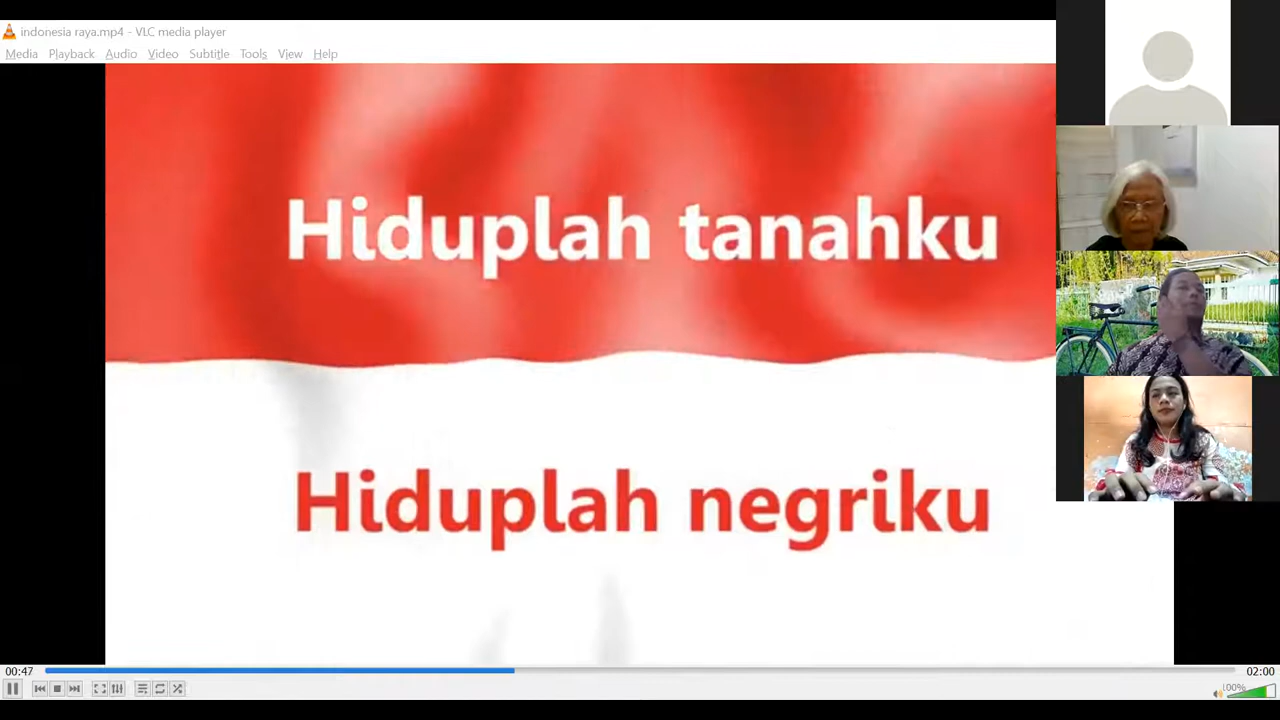 indonesia raya.mp4 - VLC media player
Media Playback Audio Video Subtitle Tools View Help
Hiduplah tanahku
Hiduplah negriku
00:47 02:00
100%